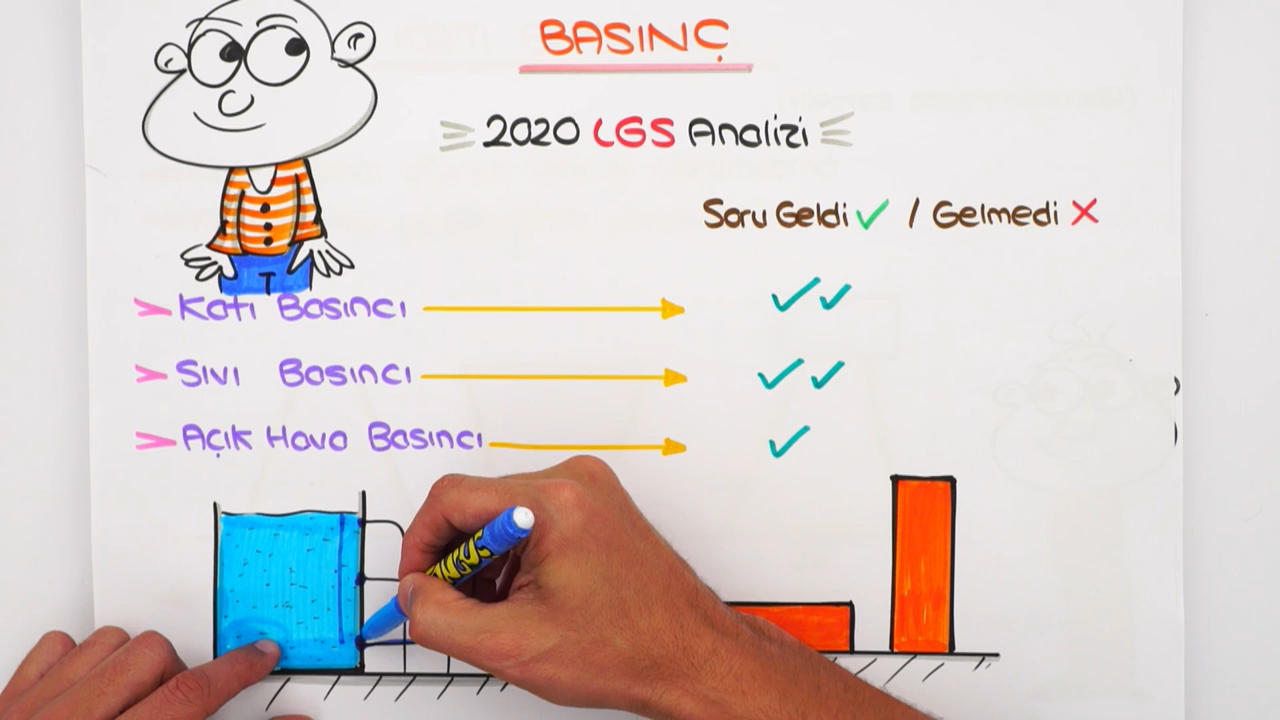 BASINÇ
2020 LGS Analizi
Soru Geldi ✓ / Gelmedi ✗
Katı Basıncı
Sıvı Basıncı
Açık Hava Basıncı